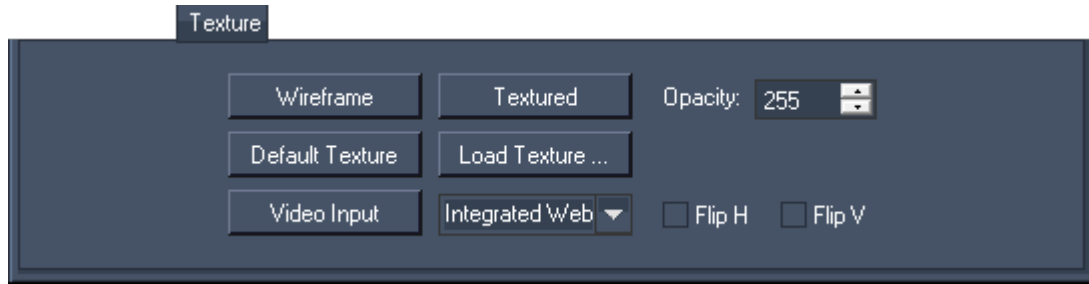 Texture
Wireframe Textured Opacity: 255
Default Texture Load Texture ...
Video Input Integrated Web Flip H Flip V